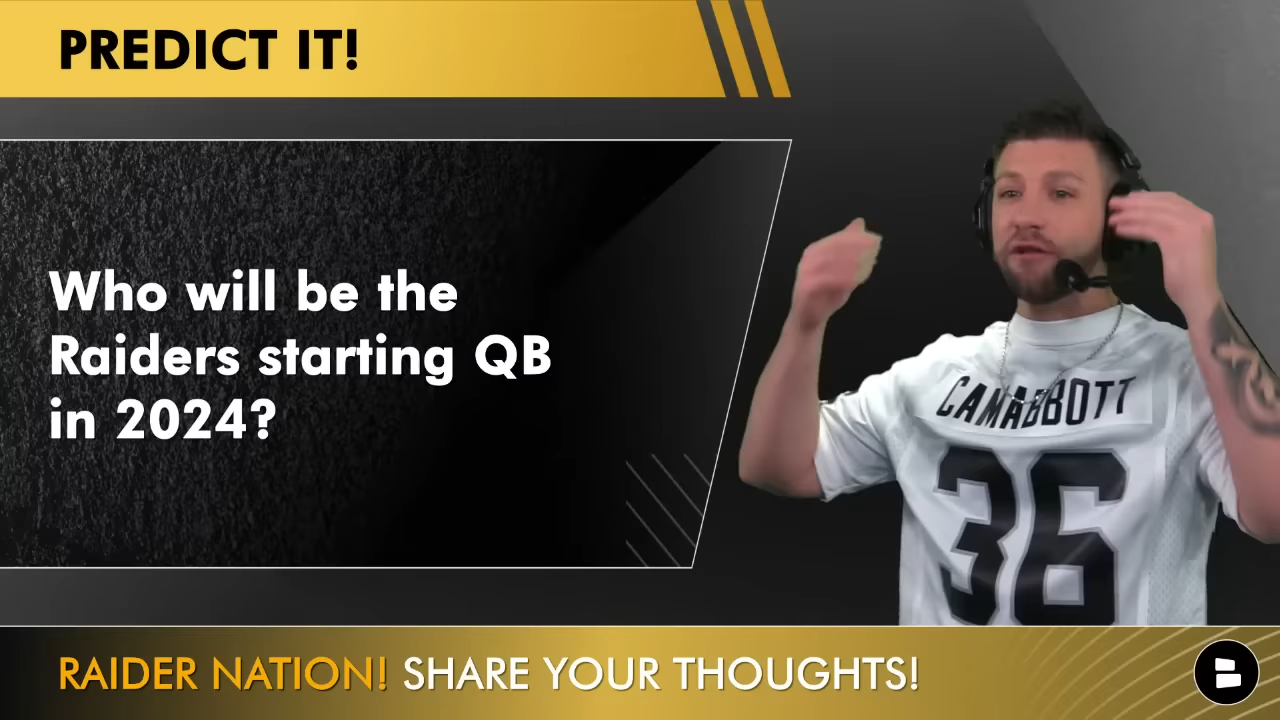 PREDICT IT!
Who will be the
Raiders starting QB
in 2024?
CAMABBOTT
36
RAIDER NATION! SHARE YOUR THOUGHTS!